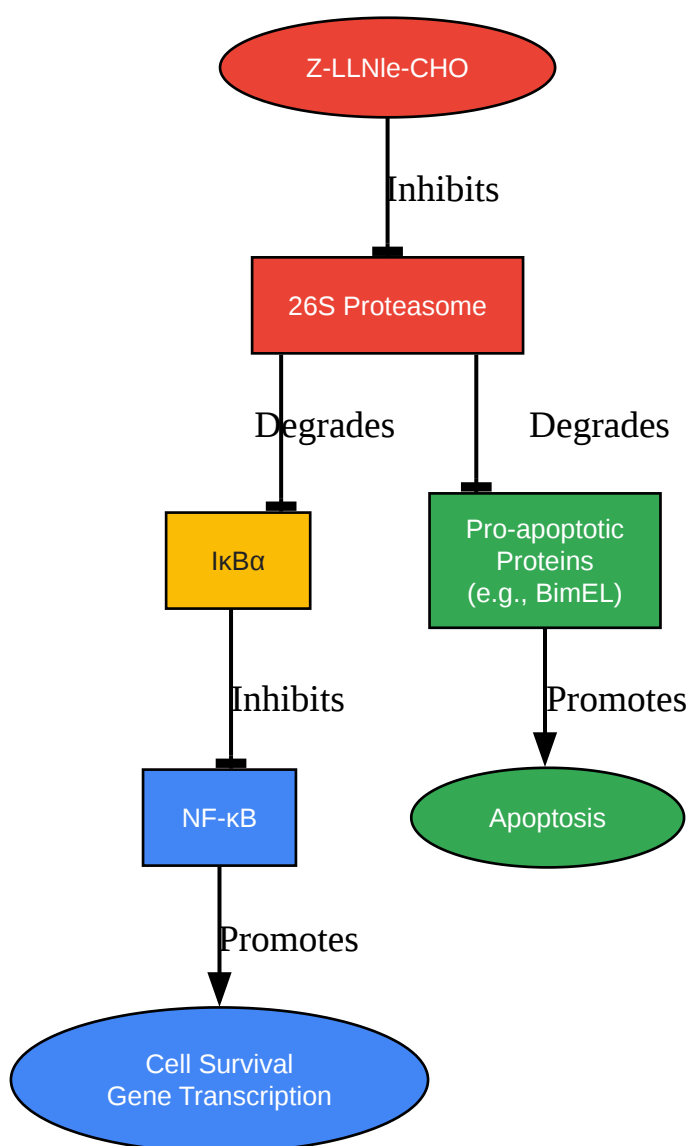 Z-LLNle-CHO
Inhibits
26S Proteasome
Degrades
Degrades
IκBα
Pro-apoptotic
Proteins
(e.g., BimEL)
Inhibits
Promotes
NF-κB
Apoptosis
Promotes
Cell Survival
Gene Transcription